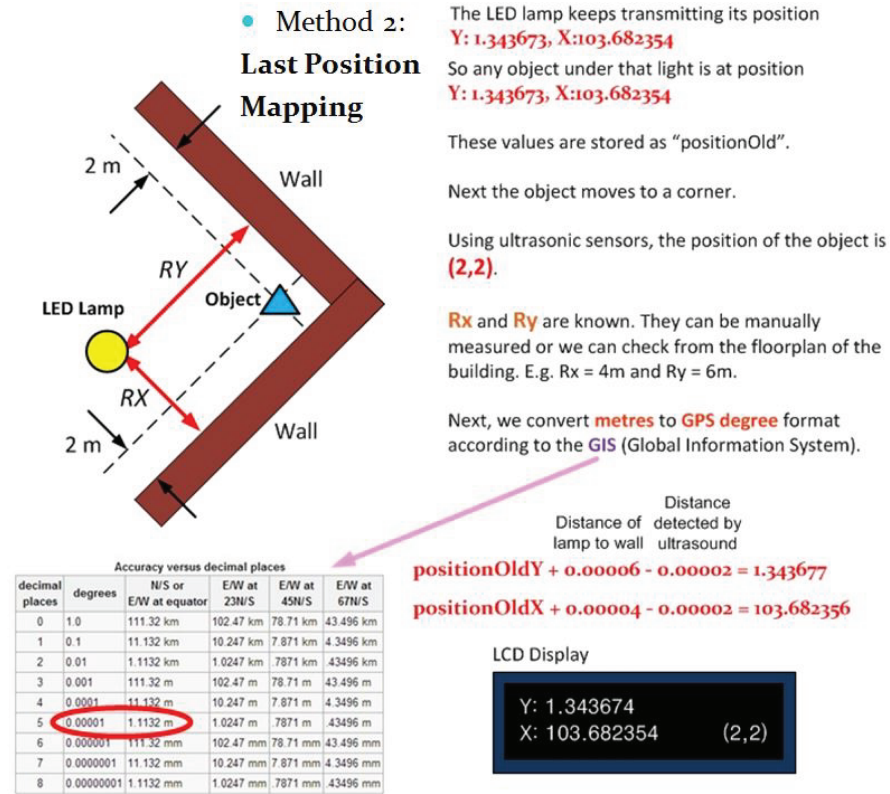 • Method 2:
Last Position
Mapping
2 m
Wall
RY
LED Lamp
Object
RX
Wall
2 m
The LED lamp keeps transmitting its position
Y: 1.343673, X:103.682354
So any object under that light is at position
Y: 1.343673, X:103.682354
These values are stored as “positionOld”.
Next the object moves to a corner.
Using ultrasonic sensors, the position of the object is
(2,2).
Rx and Ry are known. They can be manually
measured or we can check from the floorplan of the
building. E.g. Rx = 4m and Ry = 6m.
Next, we convert metres to GPS degree format
according to the GIS (Global Information System).
Distance of lamp to wall
Distance detected by ultrasound
positionOldY + 0.00006 - 0.00002 = 1.343677
positionOldX + 0.00004 - 0.00002 = 103.682356
Accuracy versus decimal places
decimal places degrees N/S or E/W at equator E/W at 23N/S E/W at 45N/S E/W at 67N/S
0 1.0 111.32 km 102.47 km 78.71 km 43.496 km
1 0.1 11.132 km 10.247 km 7.871 km 4.3496 km
2 0.01 1.1132 km 1.0247 km .7871 km .43496 km
3 0.001 111.32 m 102.47 m 78.71 m 43.496 m
4 0.0001 11.132 m 10.247 m 7.871 m 4.3496 m
5 0.00001 1.1132 m 1.0247 m .7871 m .43496 m
6 0.000001 111.32 mm 102.47 mm 78.71 mm 43.496 mm
7 0.0000001 11.132 mm 10.247 mm 7.871 mm 4.3496 mm
8 0.00000001 1.1132 mm 1.0247 mm .7871 mm .43496 mm
LCD Display
Y: 1.343674
X: 103.682354 (2,2)